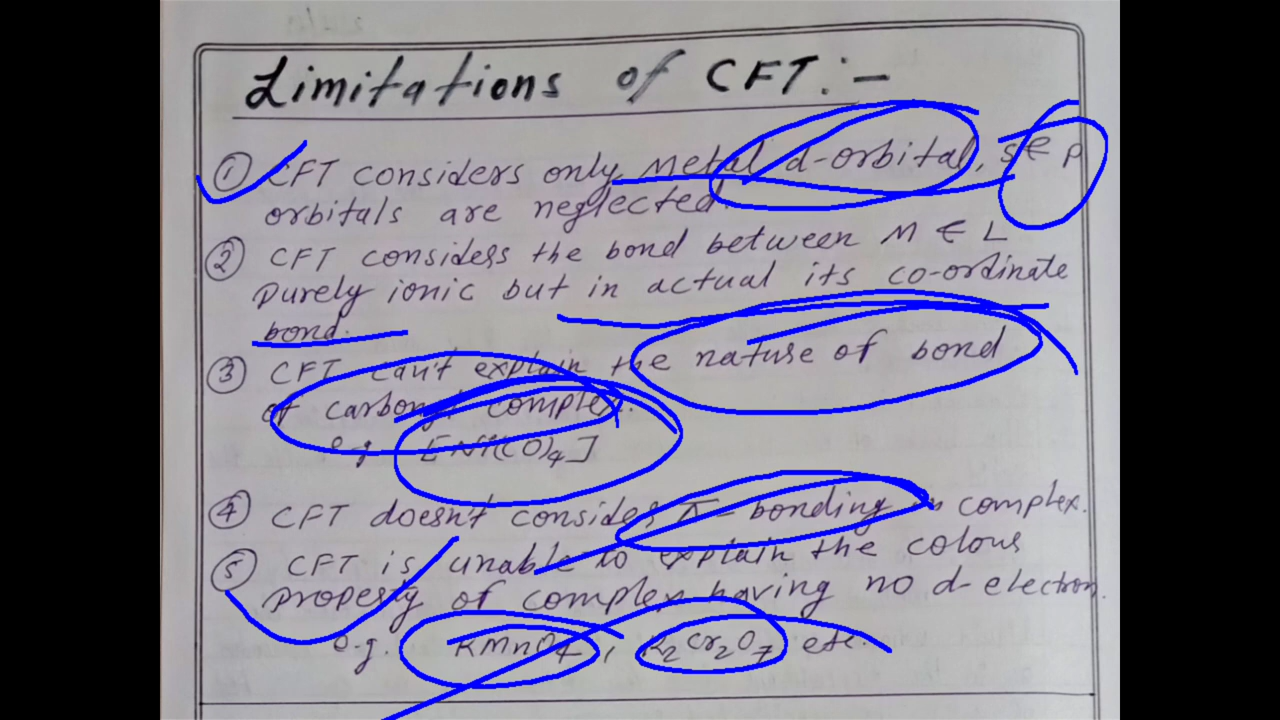 Limitations of CFT:-
① CFT considers only metal d-orbital, s & p
orbitals are neglected.
② CFT considers the bond between M & L
purely ionic but in actual its co-ordinate
bond.
③ CFT can't explain the nature of bond
of carbonyl complex.
e.g. [Ni(CO)4]
④ CFT doesn't consider π-bonding in complex.
⑤ CFT is unable to explain the colour
property of complex having no d-electron.
e.g. KMnO4, K2Cr2O7 etc.